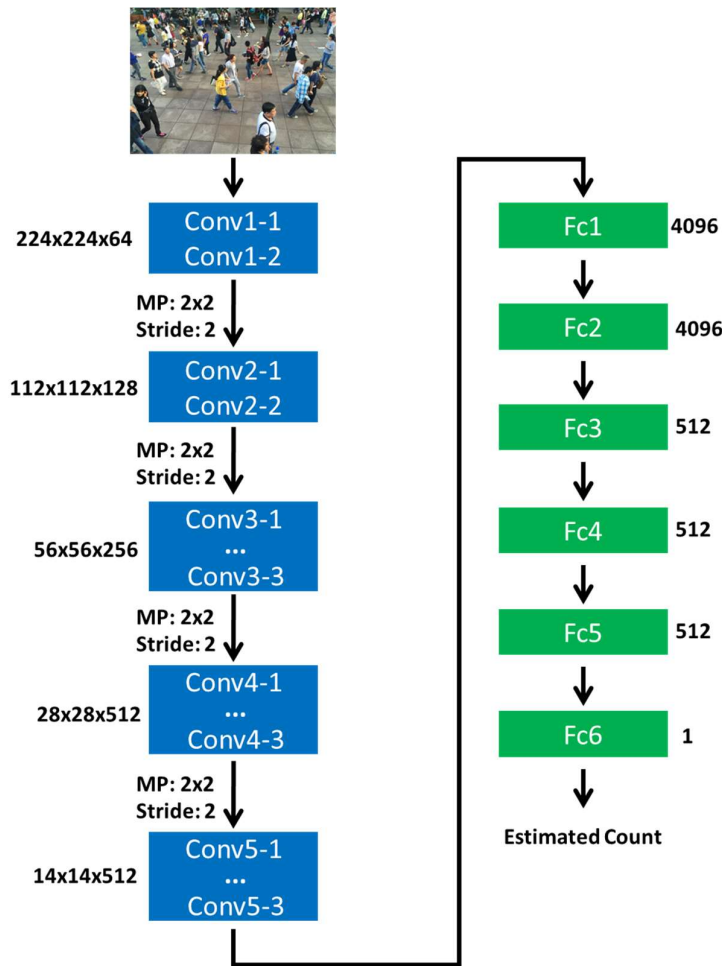 224x224x64
Conv1-1
Conv1-2
MP: 2x2
Stride: 2
112x112x128
Conv2-1
Conv2-2
MP: 2x2
Stride: 2
56x56x256
Conv3-1
...
Conv3-3
MP: 2x2
Stride: 2
28x28x512
Conv4-1
...
Conv4-3
MP: 2x2
Stride: 2
14x14x512
Conv5-1
...
Conv5-3
Fc1
4096
Fc2
4096
Fc3
512
Fc4
512
Fc5
512
Fc6
1
Estimated Count